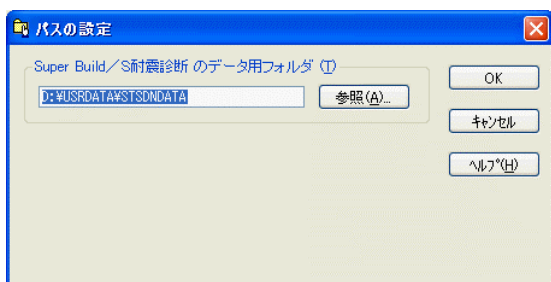 パスの設定
Super Build／S耐震診断 のデータ用フォルダ (T)
D:¥USRDATA¥STSDNDATA
参照(A)...
OK
キャンセル
ヘルプ(H)